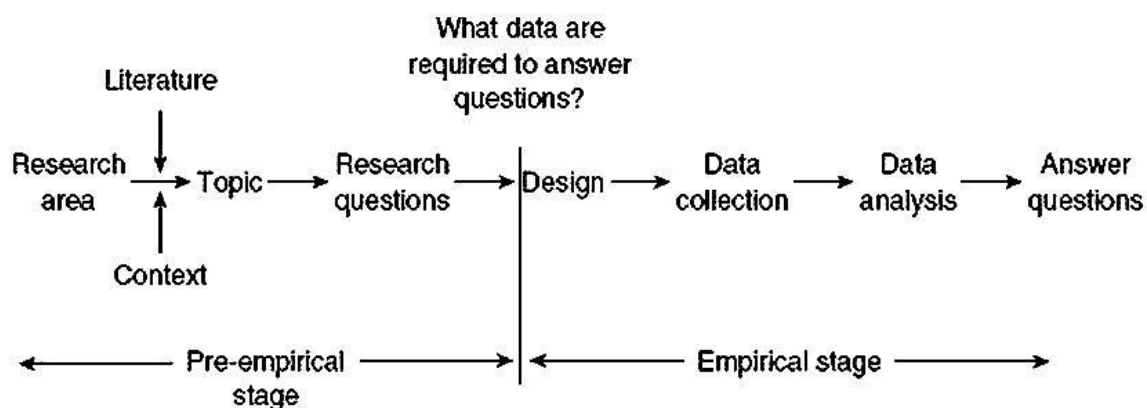 What data are
required to answer
questions?
Literature
Research
area
Topic
Research
questions
Design
Data
collection
Data
analysis
Answer
questions
Context
Pre-empirical
stage
Empirical stage